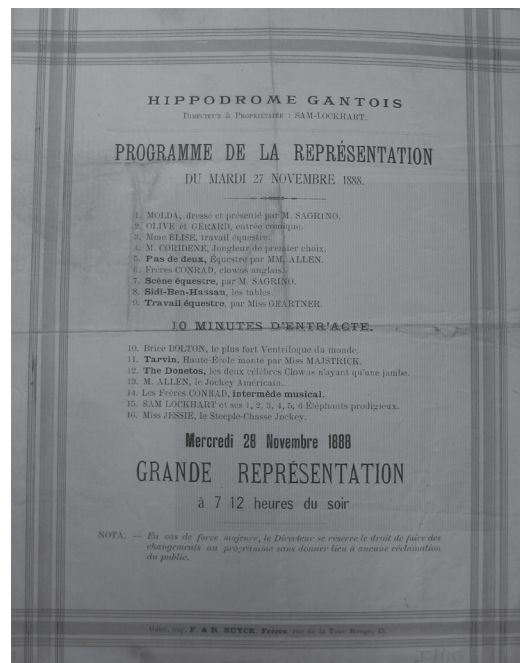 HIPPODROME GANTOIS
DIRECTEUR & PROPRIÉTAIRE : SAM-LOCKHART.
PROGRAMME DE LA REPRÉSENTATION
DU MARDI 27 NOVEMBRE 1888.
1. MOLDA, dressé et présenté par M. SAGRINO.
2. OLIVE et GÉRARD, entrée comique.
3. Mme ELISE, travail équestre.
4. M. CORIDENE, Jongleur de premier choix.
5. Pas de deux, Équestre par MM. ALLEN.
6. Frères CONRAD, clowns anglais.
7. Scène équestre, par M. SAGRINO.
8. Sidi-Ben-Hassan, les tables.
9. Travail équestre, par Miss GEARTNER.
10 MINUTES D'ENTR'ACTE.
10. Brice BOLTON, le plus fort Ventriloque du monde.
11. Tarvin, Haute-École monté par Miss MAJSTRICK.
12. The Donetos, les deux célèbres Clowns n'ayant qu'une jambe.
13. M. ALLEN, le Jockey Américain.
14. Les Frères CONRAD, intermède musical.
15. SAM LOCKHART et ses 1, 2, 3, 4, 5, 6 Éléphants prodigieux.
16. Miss JESSIE, le Steeple-Chasse Jockey.
Mercredi 28 Novembre 1888
GRANDE REPRÉSENTATION
à 7 12 heures du soir
NOTA. — En cas de force majeure, le Directeur se réserve le droit de faire des
changements au programme sans donner lieu à aucune réclamation
du public.
Gand, imp. F. & R. BUYCK, Frères, rue de la Tour Rouge,